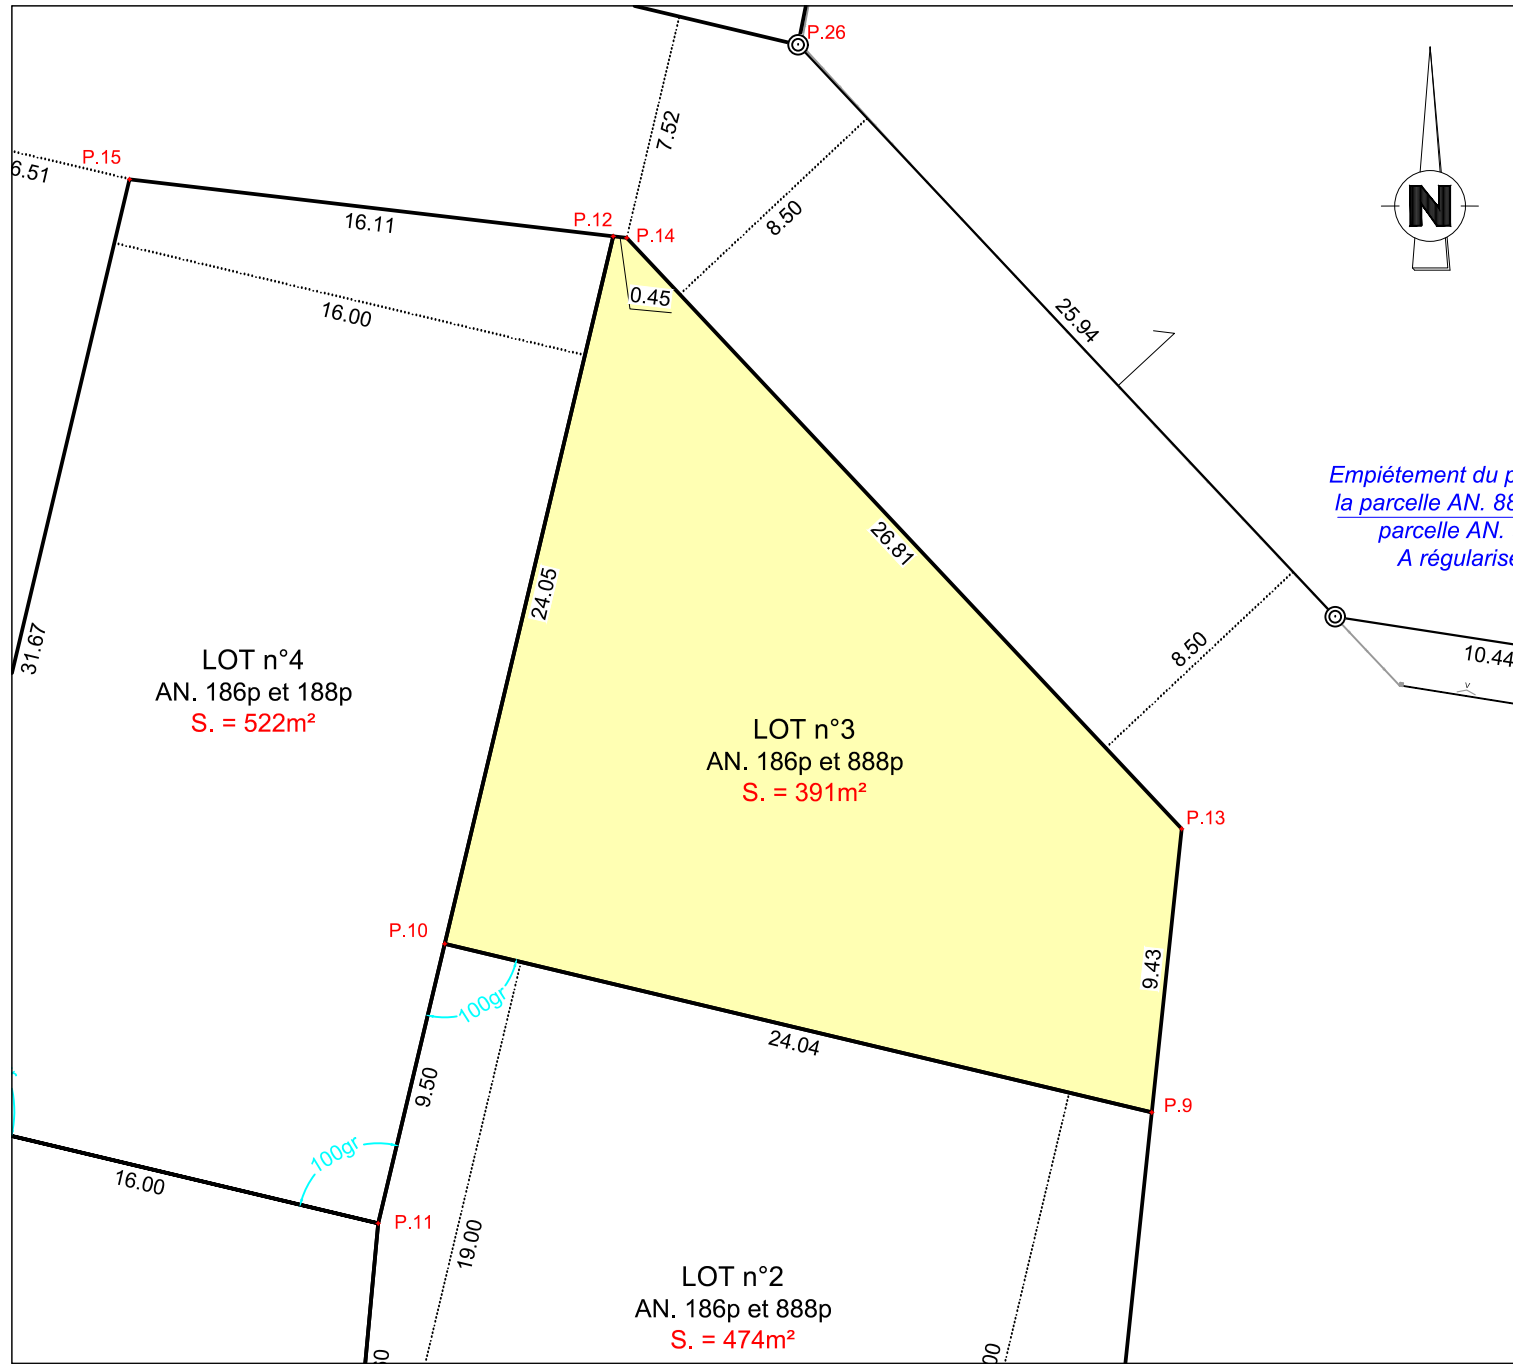 P.26
7.52
P.15
6.51
16.11
P.12
P.14
8.50
N
0.45
16.00
25.94
Empiétement du p
la parcelle AN. 88
parcelle AN.
A régularise
26.81
24.05
31.67
8.50
10.44
v
LOT n°4
AN. 186p et 188p
S. = 522m²
LOT n°3
AN. 186p et 888p
S. = 391m²
P.13
P.10
9.43
100gr
24.04
9.50
P.9
100gr
16.00
P.11
19.00
LOT n°2
AN. 186p et 888p
S. = 474m²